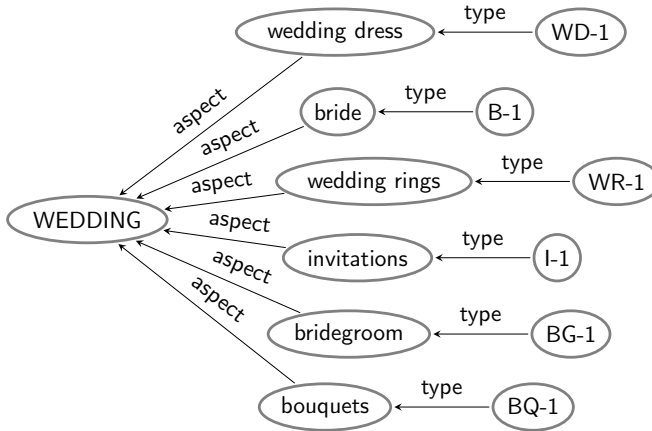 wedding dress
type
WD-1
aspect
bride
type
B-1
aspect
wedding rings
type
WR-1
aspect
WEDDING
aspect
invitations
type
I-1
aspect
bridegroom
type
BG-1
aspect
bouquets
type
BQ-1